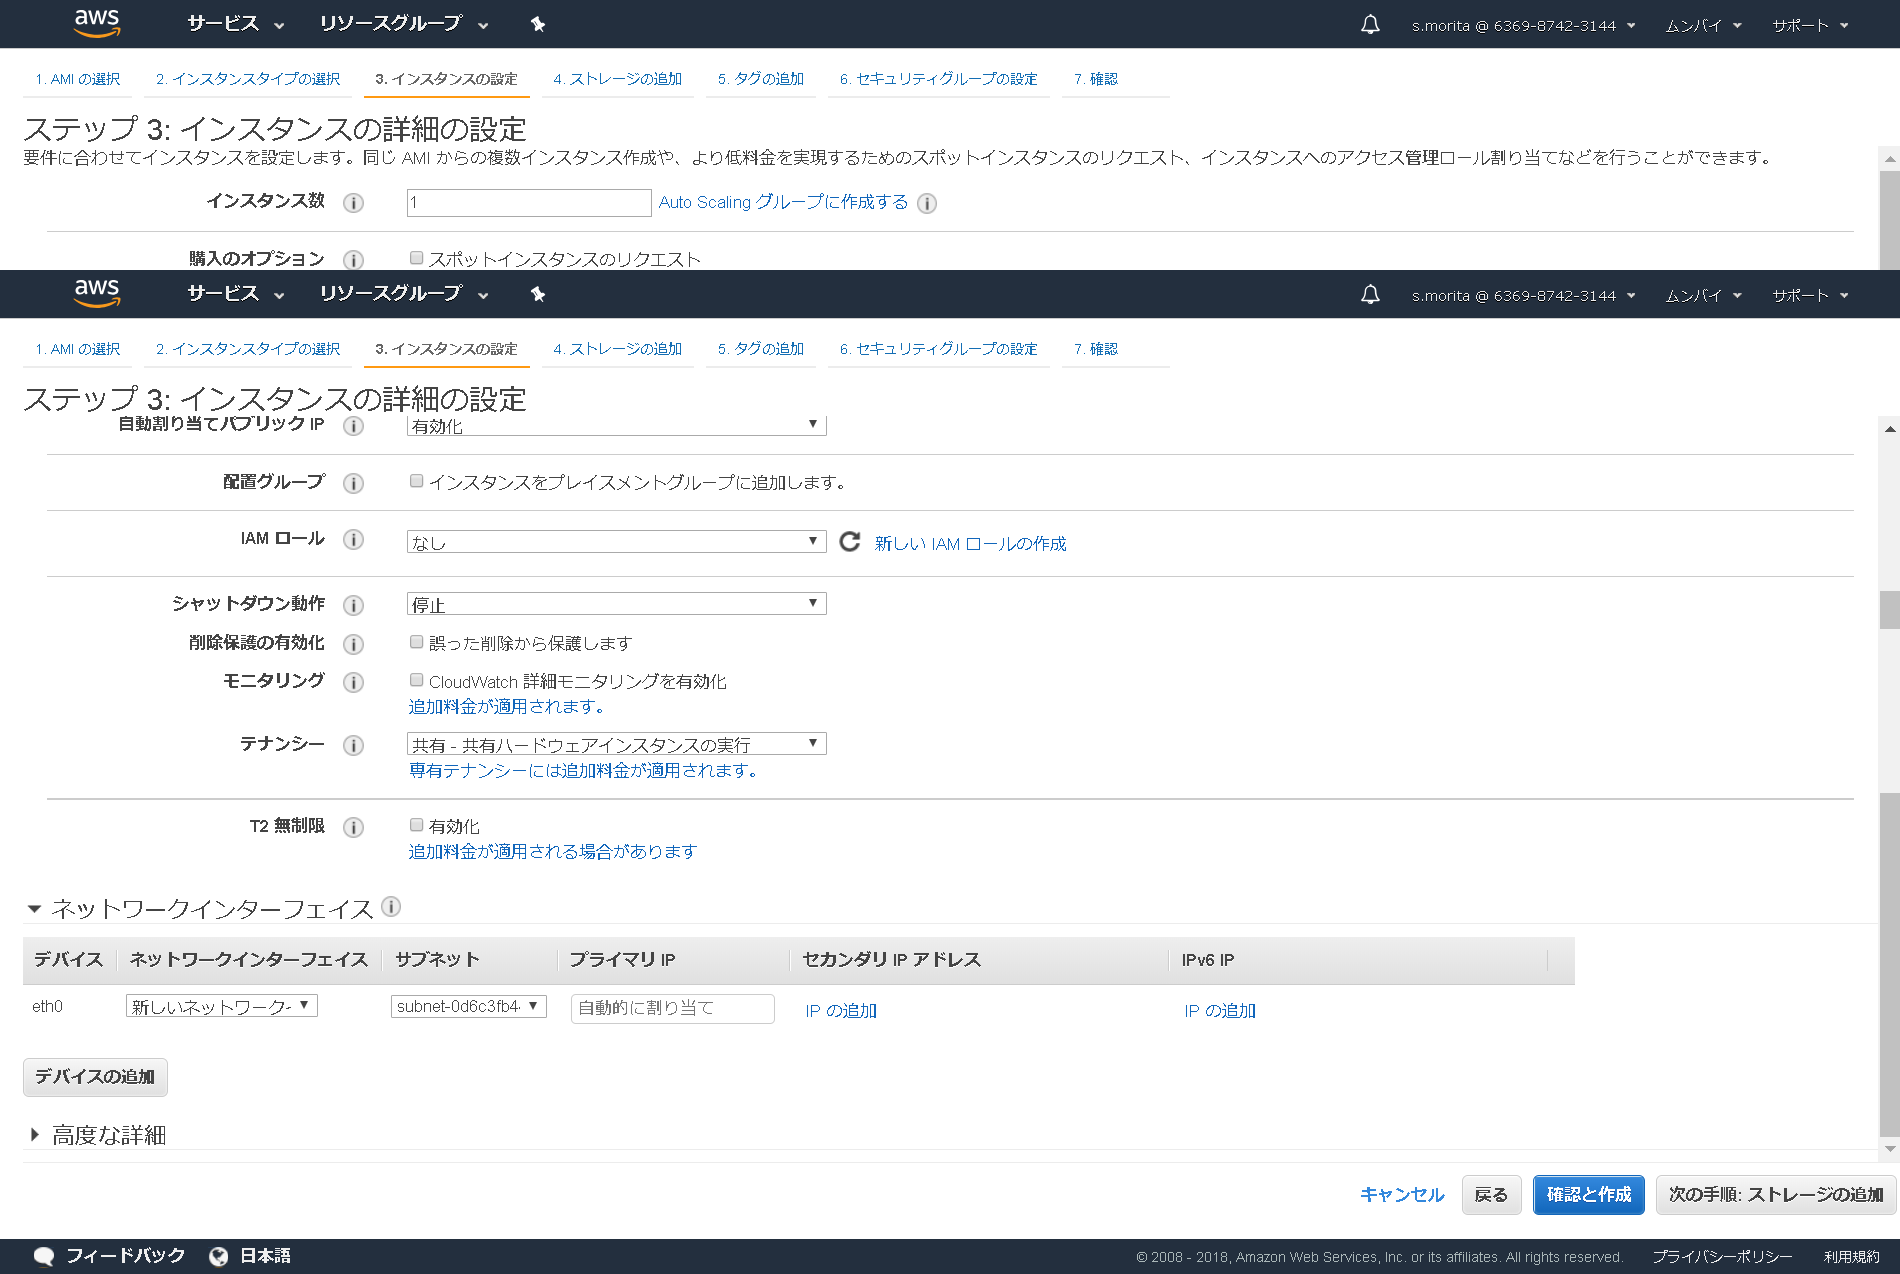 aws サービス リソースグループ s.morita @ 6369-8742-3144 ムンバイ サポート
1. AMI の選択 2. インスタンスタイプの選択 3. インスタンスの設定 4. ストレージの追加 5. タグの追加 6. セキュリティグループの設定 7. 確認
ステップ 3: インスタンスの詳細の設定
要件に合わせてインスタンスを設定します。同じ AMI からの複数インスタンス作成や、より低料金を実現するためのスポットインスタンスのリクエスト、インスタンスへのアクセス管理ロール割り当てなどを行うことができます。
インスタンス数 1 Auto Scaling グループに作成する
購入のオプション スポットインスタンスのリクエスト
aws サービス リソースグループ s.morita @ 6369-8742-3144 ムンバイ サポート
1. AMI の選択 2. インスタンスタイプの選択 3. インスタンスの設定 4. ストレージの追加 5. タグの追加 6. セキュリティグループの設定 7. 確認
ステップ 3: インスタンスの詳細の設定
自動割り当てパブリック IP 有効化
配置グループ インスタンスをプレイスメントグループに追加します。
IAM ロール なし 新しい IAM ロールの作成
シャットダウン動作 停止
削除保護の有効化 誤った削除から保護します
モニタリング CloudWatch 詳細モニタリングを有効化
追加料金が適用されます。
テナンシー 共有 - 共有ハードウェアインスタンスの実行
専有テナンシーには追加料金が適用されます。
T2 無制限 有効化
追加料金が適用される場合があります
ネットワークインターフェイス
デバイス ネットワークインターフェイス サブネット プライマリ IP セカンダリ IP アドレス IPv6 IP
eth0 新しいネットワーク- subnet-0d6c3fb4- 自動的に割り当て IP の追加 IP の追加
デバイスの追加
高度な詳細
キャンセル 戻る 確認と作成 次の手順: ストレージの追加
フィードバック 日本語 © 2008 - 2018, Amazon Web Services, Inc. or its affiliates. All rights reserved. プライバシーポリシー 利用規約